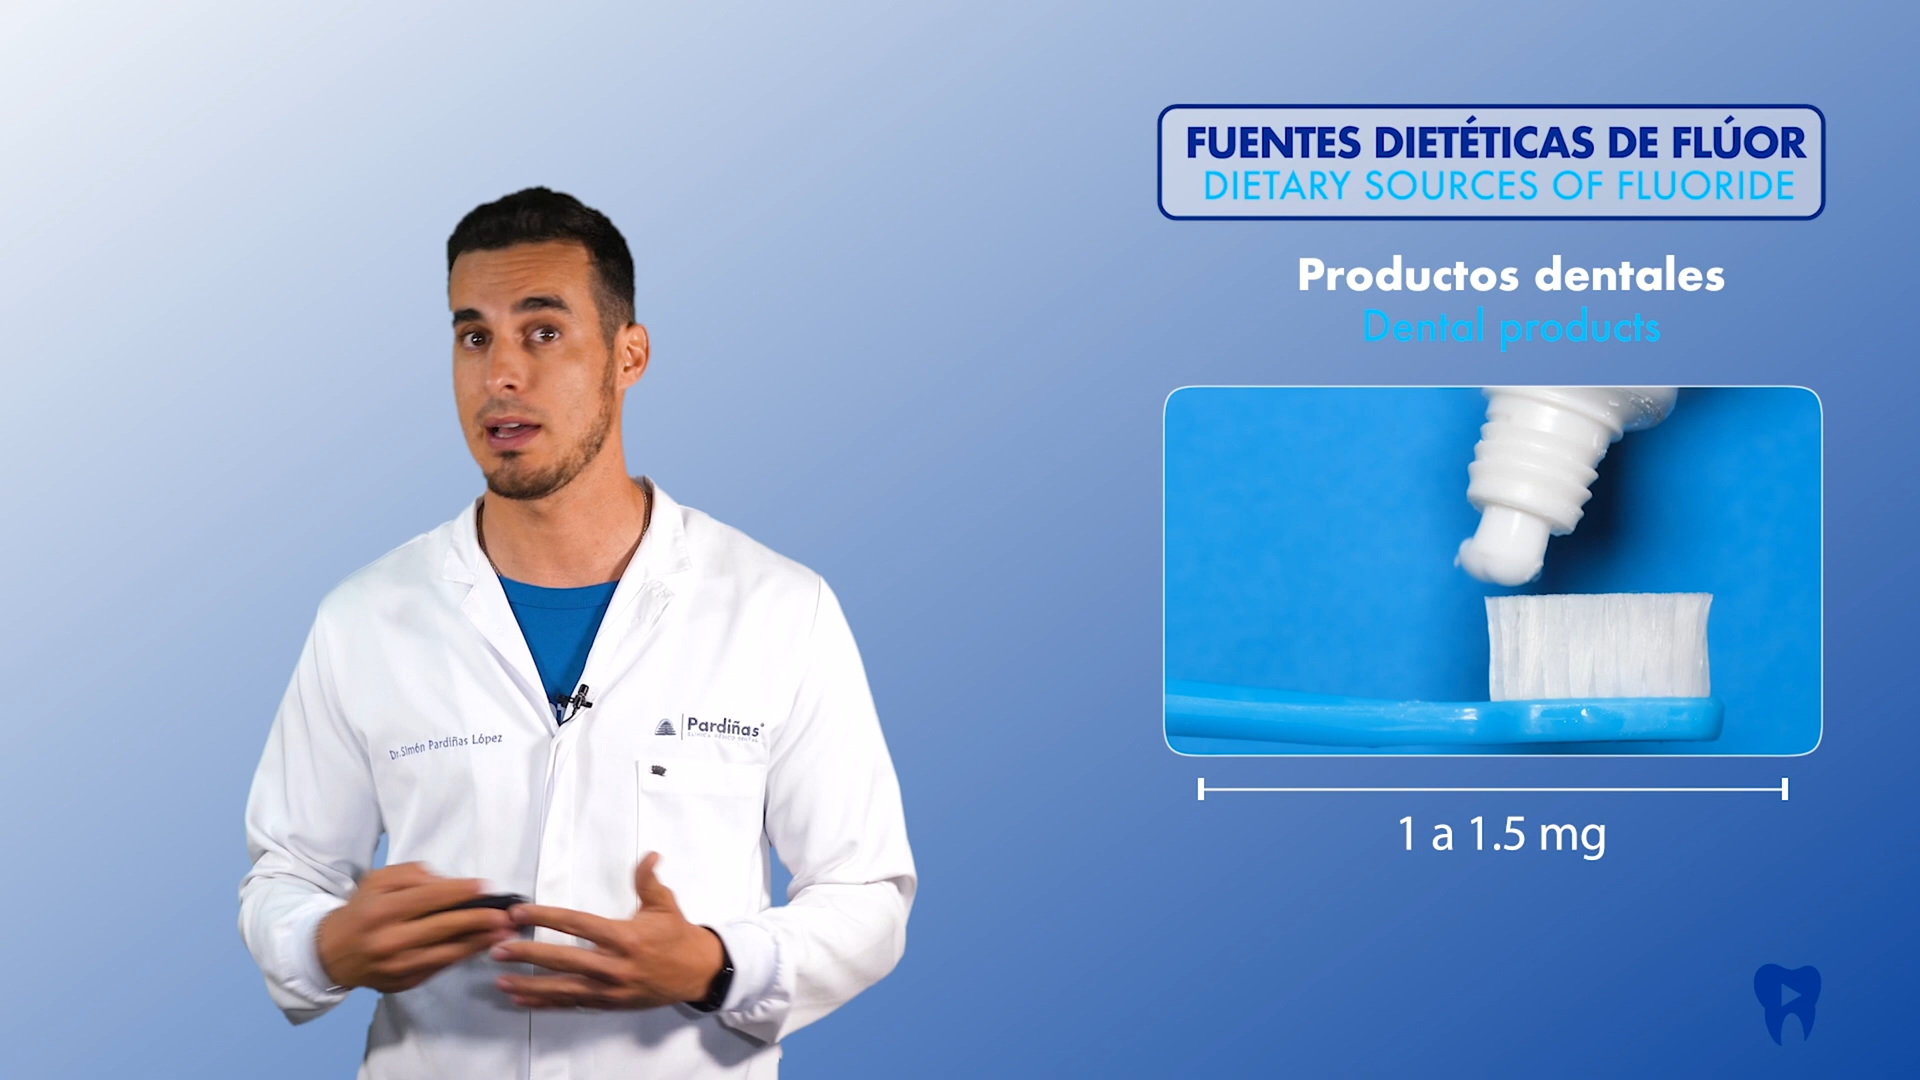 FUENTES DIETÉTICAS DE FLÚOR
DIETARY SOURCES OF FLUORIDE
Productos dentales
Dental products
1 a 1.5 mg
Dr. Simón Pardiñas López
Pardiñas